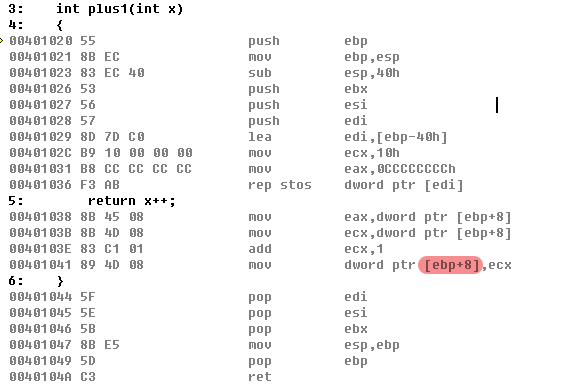 3:    int plus1(int x)
4:    {
00401020 55                   push        ebp
00401021 8B EC                mov         ebp,esp
00401023 83 EC 40             sub         esp,40h
00401026 53                   push        ebx
00401027 56                   push        esi
00401028 57                   push        edi
00401029 8D 7D C0             lea         edi,[ebp-40h]
0040102C B9 10 00 00 00       mov         ecx,10h
00401031 B8 CC CC CC CC       mov         eax,0CCCCCCCCh
00401036 F3 AB                rep stos    dword ptr [edi]
5:        return x++;
00401038 8B 45 08             mov         eax,dword ptr [ebp+8]
0040103B 8B 4D 08             mov         ecx,dword ptr [ebp+8]
0040103E 83 C1 01             add         ecx,1
00401041 89 4D 08             mov         dword ptr [ebp+8],ecx
6:    }
00401044 5F                   pop         edi
00401045 5E                   pop         esi
00401046 5B                   pop         ebx
00401047 8B E5                mov         esp,ebp
00401049 5D                   pop         ebp
0040104A C3                   ret